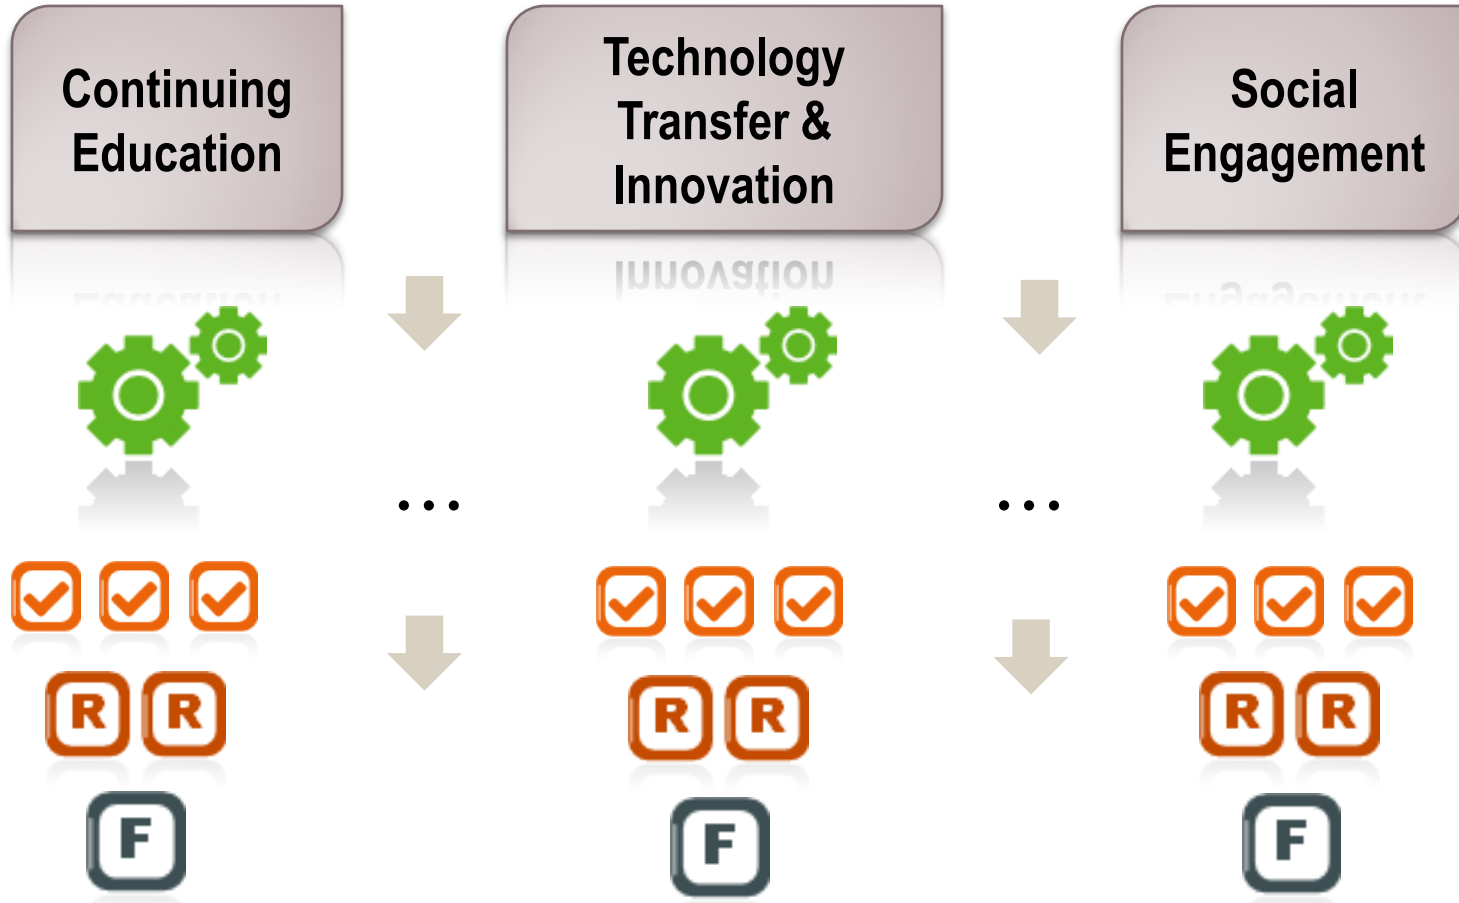 Continuing
Education
Technology
Transfer &
Innovation
Social
Engagement
... ...
R R R R R R
F F F